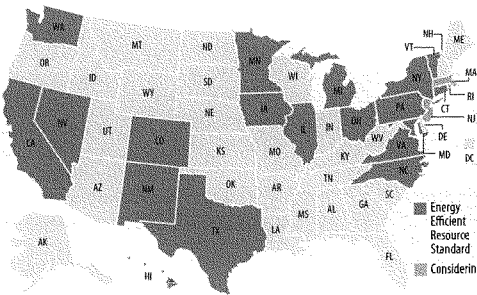 WA
MT
ND
MN
OR
ID
WY
SD
WI
MI
NY
VT
NH
ME
MA
RI
CT
NJ
DE
MD
DC
NV
CA
UT
CO
NE
KS
IA
IL
IN
OH
PA
WV
VA
NC
MO
KY
TN
SC
AZ
NM
OK
AR
TX
LA
MS
AL
GA
FL
AK
HI
Energy
Efficient
Resource
Standard
Considerin